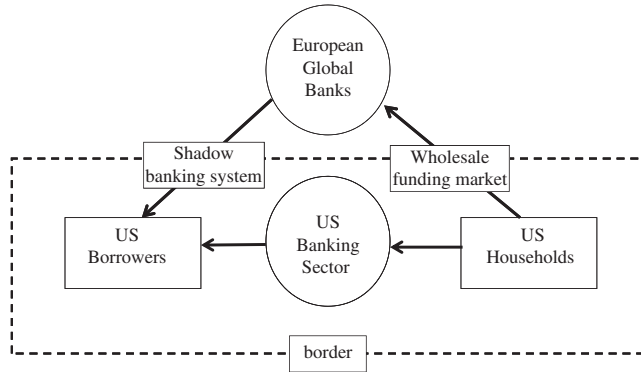 European
Global
Banks
Shadow
banking system
Wholesale
funding market
US
Borrowers
US
Banking
Sector
US
Households
border